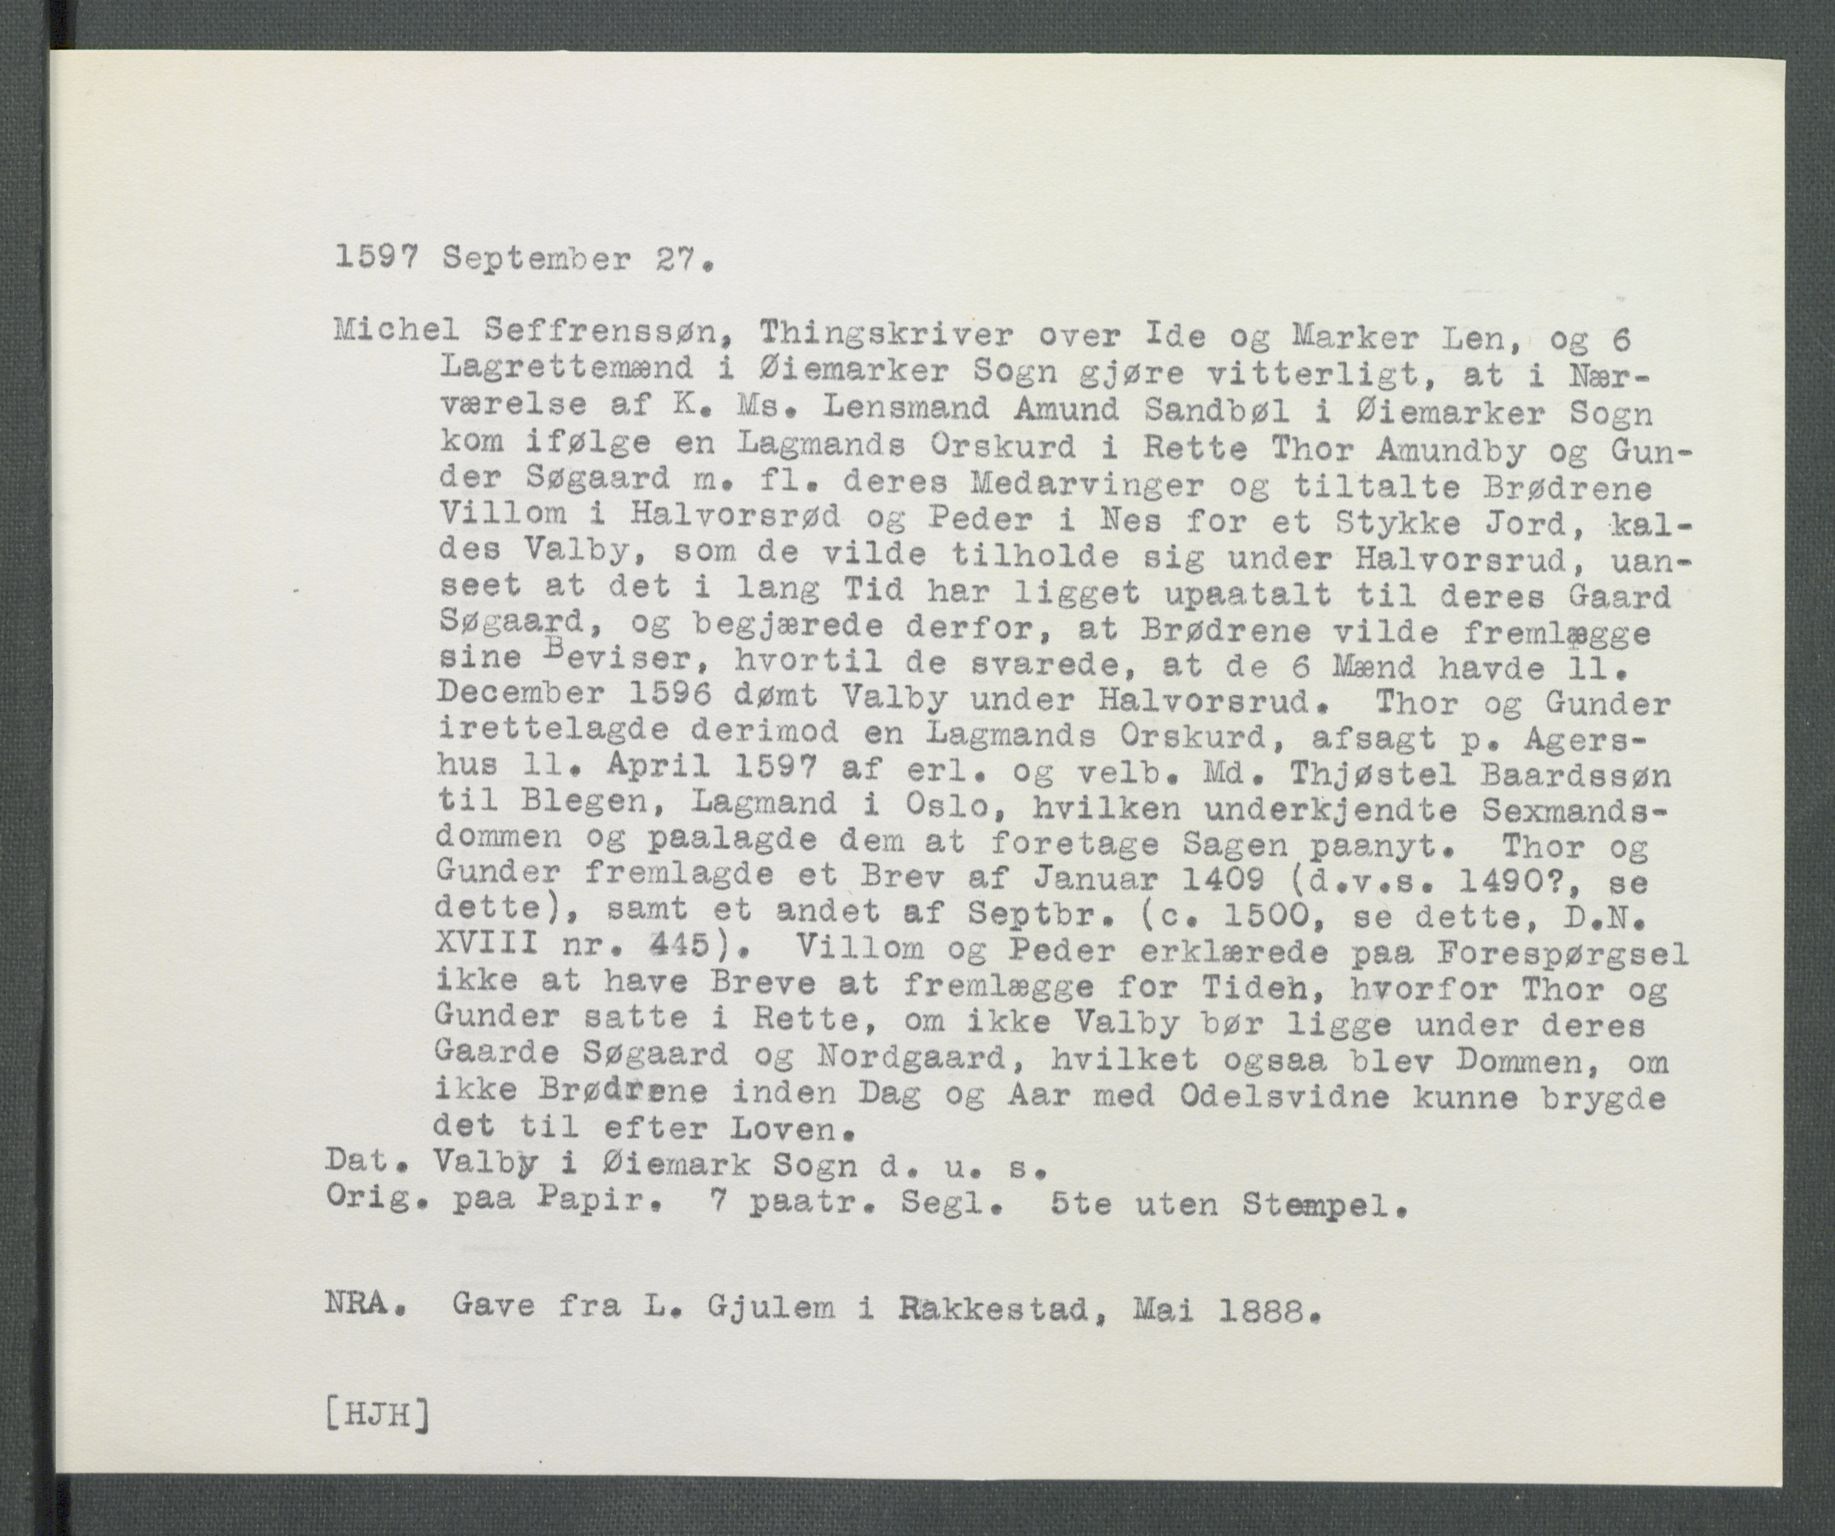 1597 September 27.
Michel Seffrenssøn, Thingskriver over Ide og Marker Len, og 6
Lagrettemænd i Øiemarker Sogn gjøre vitterligt, at i Nær-
værelse af K. Ms. Lensmand Amund Sandbøl i Øiemarker Sogn
kom ifølge en Lagmands Orskurd i Rette Thor Amundby og Gun-
der Søgaard m. fl. deres Medarvinger og tiltalte Brødrene
Villom i Halvorsrød og Peder i Nes for et Stykke Jord, kal-
des Valby, som de vilde tilholde sig under Halvorsrud, uan-
seet at det i lang Tid har ligget upaatalt til deres Gaard
Søgaard, og begjærede derfor, at Brødrene vilde fremlægge
sine Beviser, hvortil de svarede, at de 6 Mænd havde 11.
December 1596 dømt Valby under Halvorsrud. Thor og Gunder
irettelagde derimod en Lagmands Orskurd, afsagt p. Agers-
hus 11. April 1597 af erl. og velb. Md. Thjøstel Baardssøn
til Blegen, Lagmand i Oslo, hvilken underkjendte Sexmands-
dommen og paalagde dem at foretage Sagen paanyt. Thor og
Gunder fremlagde et Brev af Januar 1409 (d.v.s. 1490?, se
dette), samt et andet af Septbr. (c. 1500, se dette, D.N.
XVIII nr. 445). Villom og Peder erklærede paa Forespørgsel
ikke at have Breve at fremlægge for Tiden, hvorfor Thor og
Gunder satte i Rette, om ikke Valby bør ligge under deres
Gaarde Søgaard og Nordgaard, hvilket ogsaa blev Dommen, om
ikke Brødrene inden Dag og Aar med Odelsvidne kunne brygde
det til efter Loven.
Dat. Valby i Øiemark Sogn d. u. s.
Orig. paa Papir. 7 paatr. Segl. 5te uten Stempel.
NRA. Gave fra L. Gjulem i Rakkestad, Mai 1888.
[HJH]